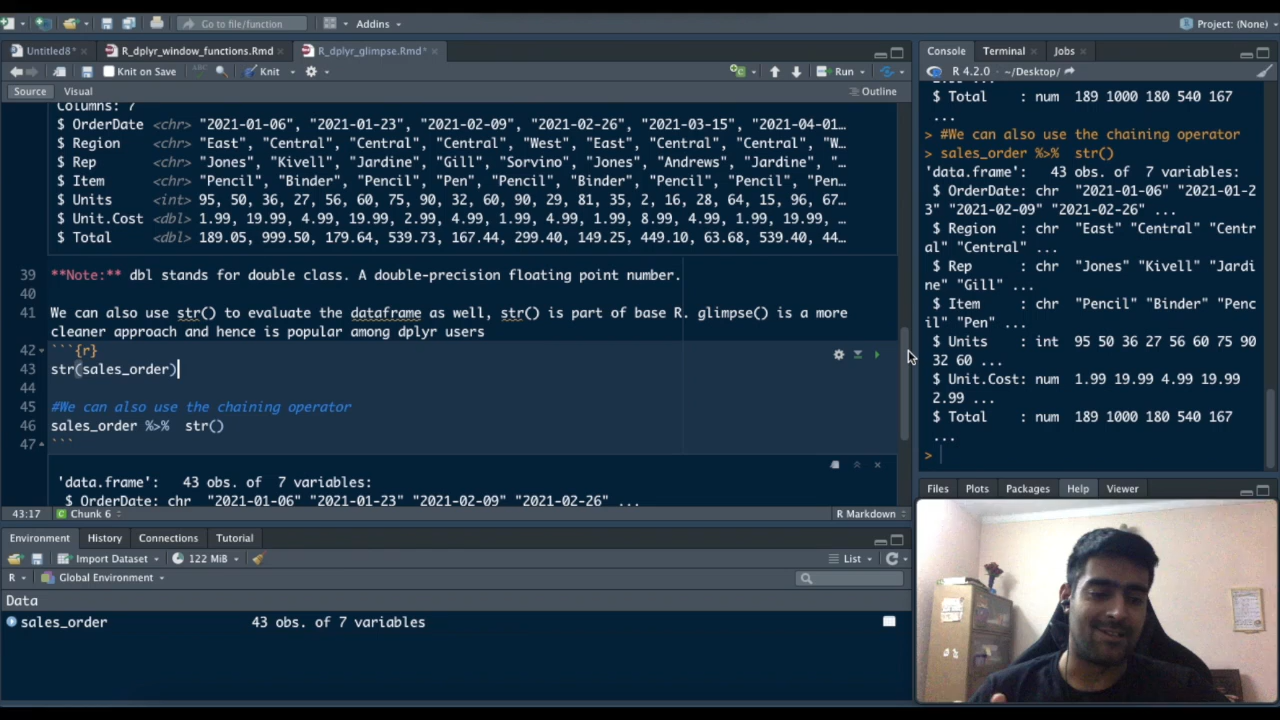 Go to file/function
Addins
Project: (None)
Untitled8*
R_dplyr_window_functions.Rmd
R_dplyr_glimpse.Rmd*
Knit on Save
ABC
Knit
Run
Source
Visual
Outline
Columns: 7
$ OrderDate <chr> "2021-01-06", "2021-01-23", "2021-02-09", "2021-02-26", "2021-03-15", "2021-04-01…
$ Region <chr> "East", "Central", "Central", "Central", "West", "East", "Central", "Central", "W…
$ Rep <chr> "Jones", "Kivell", "Jardine", "Gill", "Sorvino", "Jones", "Andrews", "Jardine", "…
$ Item <chr> "Pencil", "Binder", "Pencil", "Pen", "Pencil", "Binder", "Pencil", "Pencil", "Pen…
$ Units <int> 95, 50, 36, 27, 56, 60, 75, 90, 32, 60, 90, 29, 81, 35, 2, 16, 28, 64, 15, 96, 67…
$ Unit.Cost <dbl> 1.99, 19.99, 4.99, 19.99, 2.99, 4.99, 1.99, 4.99, 1.99, 8.99, 4.99, 1.99, 19.99, …
$ Total <dbl> 189.05, 999.50, 179.64, 539.73, 167.44, 299.40, 149.25, 449.10, 63.68, 539.40, 44…
39 **Note:** dbl stands for double class. A double-precision floating point number.
40
41 We can also use str() to evaluate the dataframe as well, str() is part of base R. glimpse() is a more
cleaner approach and hence is popular among dplyr users
42 ```{r}
43 str(sales_order)
44
45 #We can also use the chaining operator
46 sales_order %>%  str()
47 ```
'data.frame': 43 obs. of 7 variables:
$ OrderDate: chr "2021-01-06" "2021-01-23" "2021-02-09" "2021-02-26" ...
43:17
Chunk 6
R Markdown
Environment
History
Connections
Tutorial
Import Dataset
122 MiB
List
R
Global Environment
Data
sales_order 43 obs. of 7 variables
Console
Terminal
Jobs
R 4.2.0 · ~/Desktop/
$ Total : num 189 1000 180 540 167
...
> #We can also use the chaining operator
> sales_order %>%  str()
'data.frame': 43 obs. of 7 variables:
$ OrderDate: chr "2021-01-06" "2021-01-2
3" "2021-02-09" "2021-02-26" ...
$ Region : chr "East" "Central" "Centr
al" "Central" ...
$ Rep : chr "Jones" "Kivell" "Jardi
ne" "Gill" ...
$ Item : chr "Pencil" "Binder" "Penc
il" "Pen" ...
$ Units : int 95 50 36 27 56 60 75 90
32 60 ...
$ Unit.Cost: num 1.99 19.99 4.99 19.99
2.99 ...
$ Total : num 189 1000 180 540 167
...
>
Files
Plots
Packages
Help
Viewer